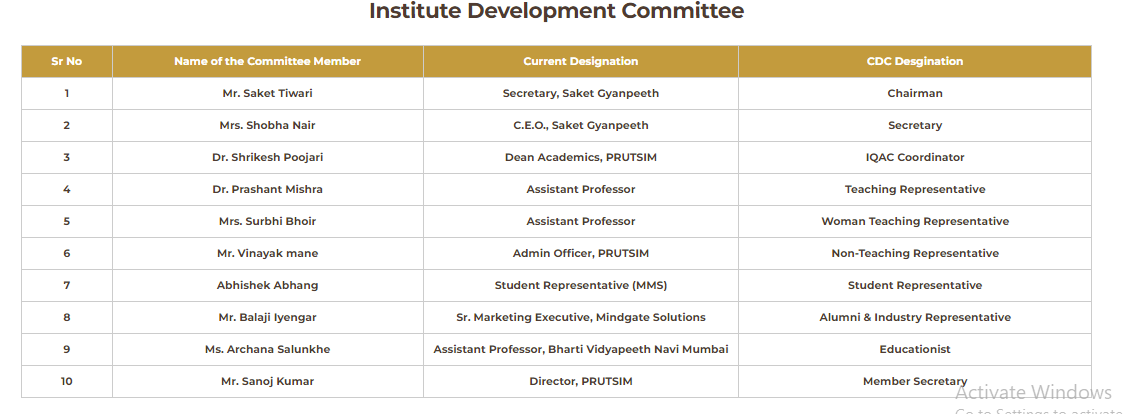 Institute Development Committee
Sr No Name of the Committee Member Current Designation CDC Desgination
1 Mr. Saket Tiwari Secretary, Saket Gyanpeeth Chairman
2 Mrs. Shobha Nair C.E.O., Saket Gyanpeeth Secretary
3 Dr. Shrikesh Poojari Dean Academics, PRUTSIM IQAC Coordinator
4 Dr. Prashant Mishra Assistant Professor Teaching Representative
5 Mrs. Surbhi Bhoir Assistant Professor Woman Teaching Representative
6 Mr. Vinayak mane Admin Officer, PRUTSIM Non-Teaching Representative
7 Abhishek Abhang Student Representative (MMS) Student Representative
8 Mr. Balaji Iyengar Sr. Marketing Executive, Mindgate Solutions Alumni & Industry Representative
9 Ms. Archana Salunkhe Assistant Professor, Bharti Vidyapeeth Navi Mumbai Educationist
10 Mr. Sanoj Kumar Director, PRUTSIM Member Secretary
Activate Windows
Go to Settings to activate